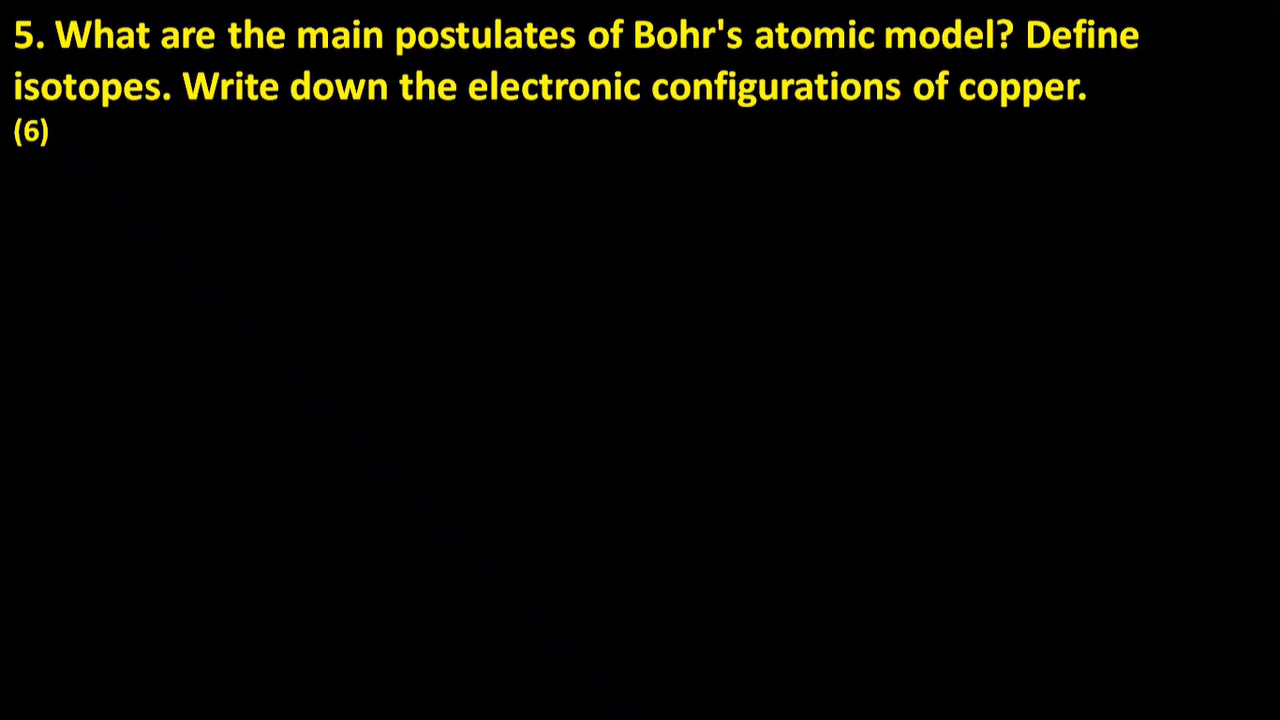 5. What are the main postulates of Bohr's atomic model? Define
isotopes. Write down the electronic configurations of copper.
(6)